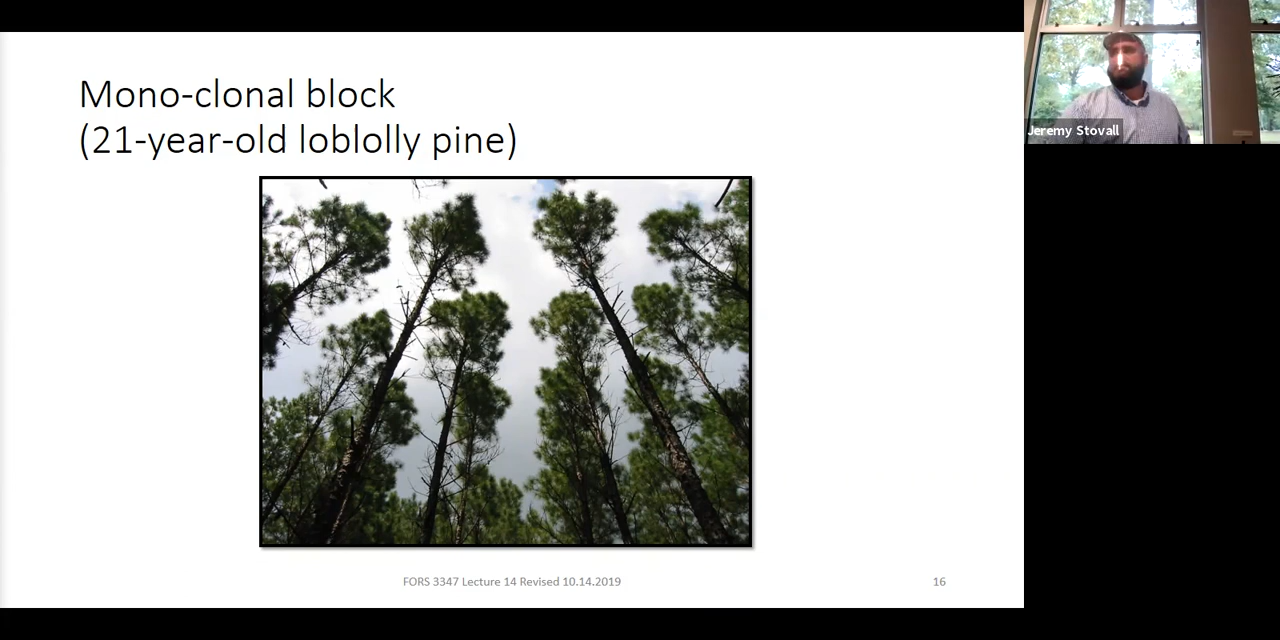 Mono-clonal block
(21-year-old loblolly pine)
Jeremy Stovall
FORS 3347 Lecture 14 Revised 10.14.2019
16